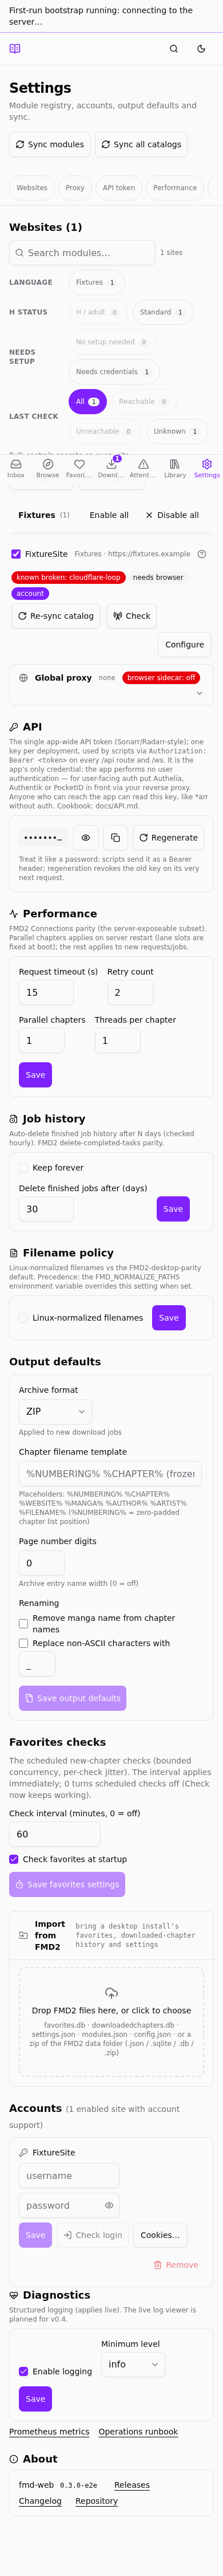 First-run bootstrap running: connecting to the
server…
Settings
Module registry, accounts, output defaults and
sync.
Sync modules
Sync all catalogs
Websites
Proxy
API token
Performance
Websites (1)
Search modules…
1 sites
LANGUAGE
Fixtures 1
H STATUS
H / adult 0
Standard 1
NEEDS
SETUP
No setup needed 0
Needs credentials 1
LAST CHECK
All 1
Reachable 0
Unreachable 0
Unknown 1
Inbox
Browse
Favori…
Downl…
1
Attent…
Library
Settings
Fixtures (1)
Enable all
Disable all
FixtureSite
Fixtures · https://fixtures.example
known broken: cloudflare-loop
needs browser
account
Re-sync catalog
Check
Configure
Global proxy
none
browser sidecar: off
API
The single app-wide API token (Sonarr/Radarr-style); one
key per deployment, used by scripts via Authorization:
Bearer <token> on every /api route and /ws. It is the
app's only credential: the app performs no user
authentication — for user-facing auth put Authelia,
Authentik or PocketID in front via your reverse proxy.
Anyone who can reach the app can read this key, like *arr
without auth. Cookbook: docs/API.md.
•••••••…
Regenerate
Treat it like a password: scripts send it as a Bearer
header; regeneration revokes the old key on its very
next request.
Performance
FMD2 Connections parity (the server-exposable subset).
Parallel chapters applies on server restart (lane slots are
fixed at boot); the rest applies to new requests/jobs.
Request timeout (s)
Retry count
15
2
Parallel chapters
Threads per chapter
1
1
Save
Job history
Auto-delete finished job history after N days (checked
hourly). FMD2 delete-completed-tasks parity.
Keep forever
Delete finished jobs after (days)
30
Save
Filename policy
Linux-normalized filenames vs the FMD2-desktop-parity
default. Precedence: the FMD_NORMALIZE_PATHS
environment variable overrides this setting when set.
Linux-normalized filenames
Save
Output defaults
Archive format
ZIP
Applied to new download jobs
Chapter filename template
%NUMBERING% %CHAPTER% (frozen
Placeholders: %NUMBERING% %CHAPTER%
%WEBSITE% %MANGA% %AUTHOR% %ARTIST%
%FILENAME% (%NUMBERING% = zero-padded
chapter list position)
Page number digits
0
Archive entry name width (0 = off)
Renaming
Remove manga name from chapter
names
Replace non-ASCII characters with
_
Save output defaults
Favorites checks
The scheduled new-chapter checks (bounded
concurrency, per-check jitter). The interval applies
immediately; 0 turns scheduled checks off (Check
now keeps working).
Check interval (minutes, 0 = off)
60
Check favorites at startup
Save favorites settings
Import
from
FMD2
bring a desktop install's
favorites, downloaded-chapter
history and settings
Drop FMD2 files here, or click to choose
favorites.db · downloadedchapters.db ·
settings.json · modules.json · config.json · or a
zip of the FMD2 data folder (.json / .sqlite / .db /
.zip)
Accounts (1 enabled site with account
support)
FixtureSite
username
password
Save
Check login
Cookies…
Remove
Diagnostics
Structured logging (applies live). The live log viewer is
planned for v0.4.
Minimum level
Enable logging
info
Save
Prometheus metrics
Operations runbook
About
fmd-web 0.3.0-e2e
Releases
Changelog
Repository